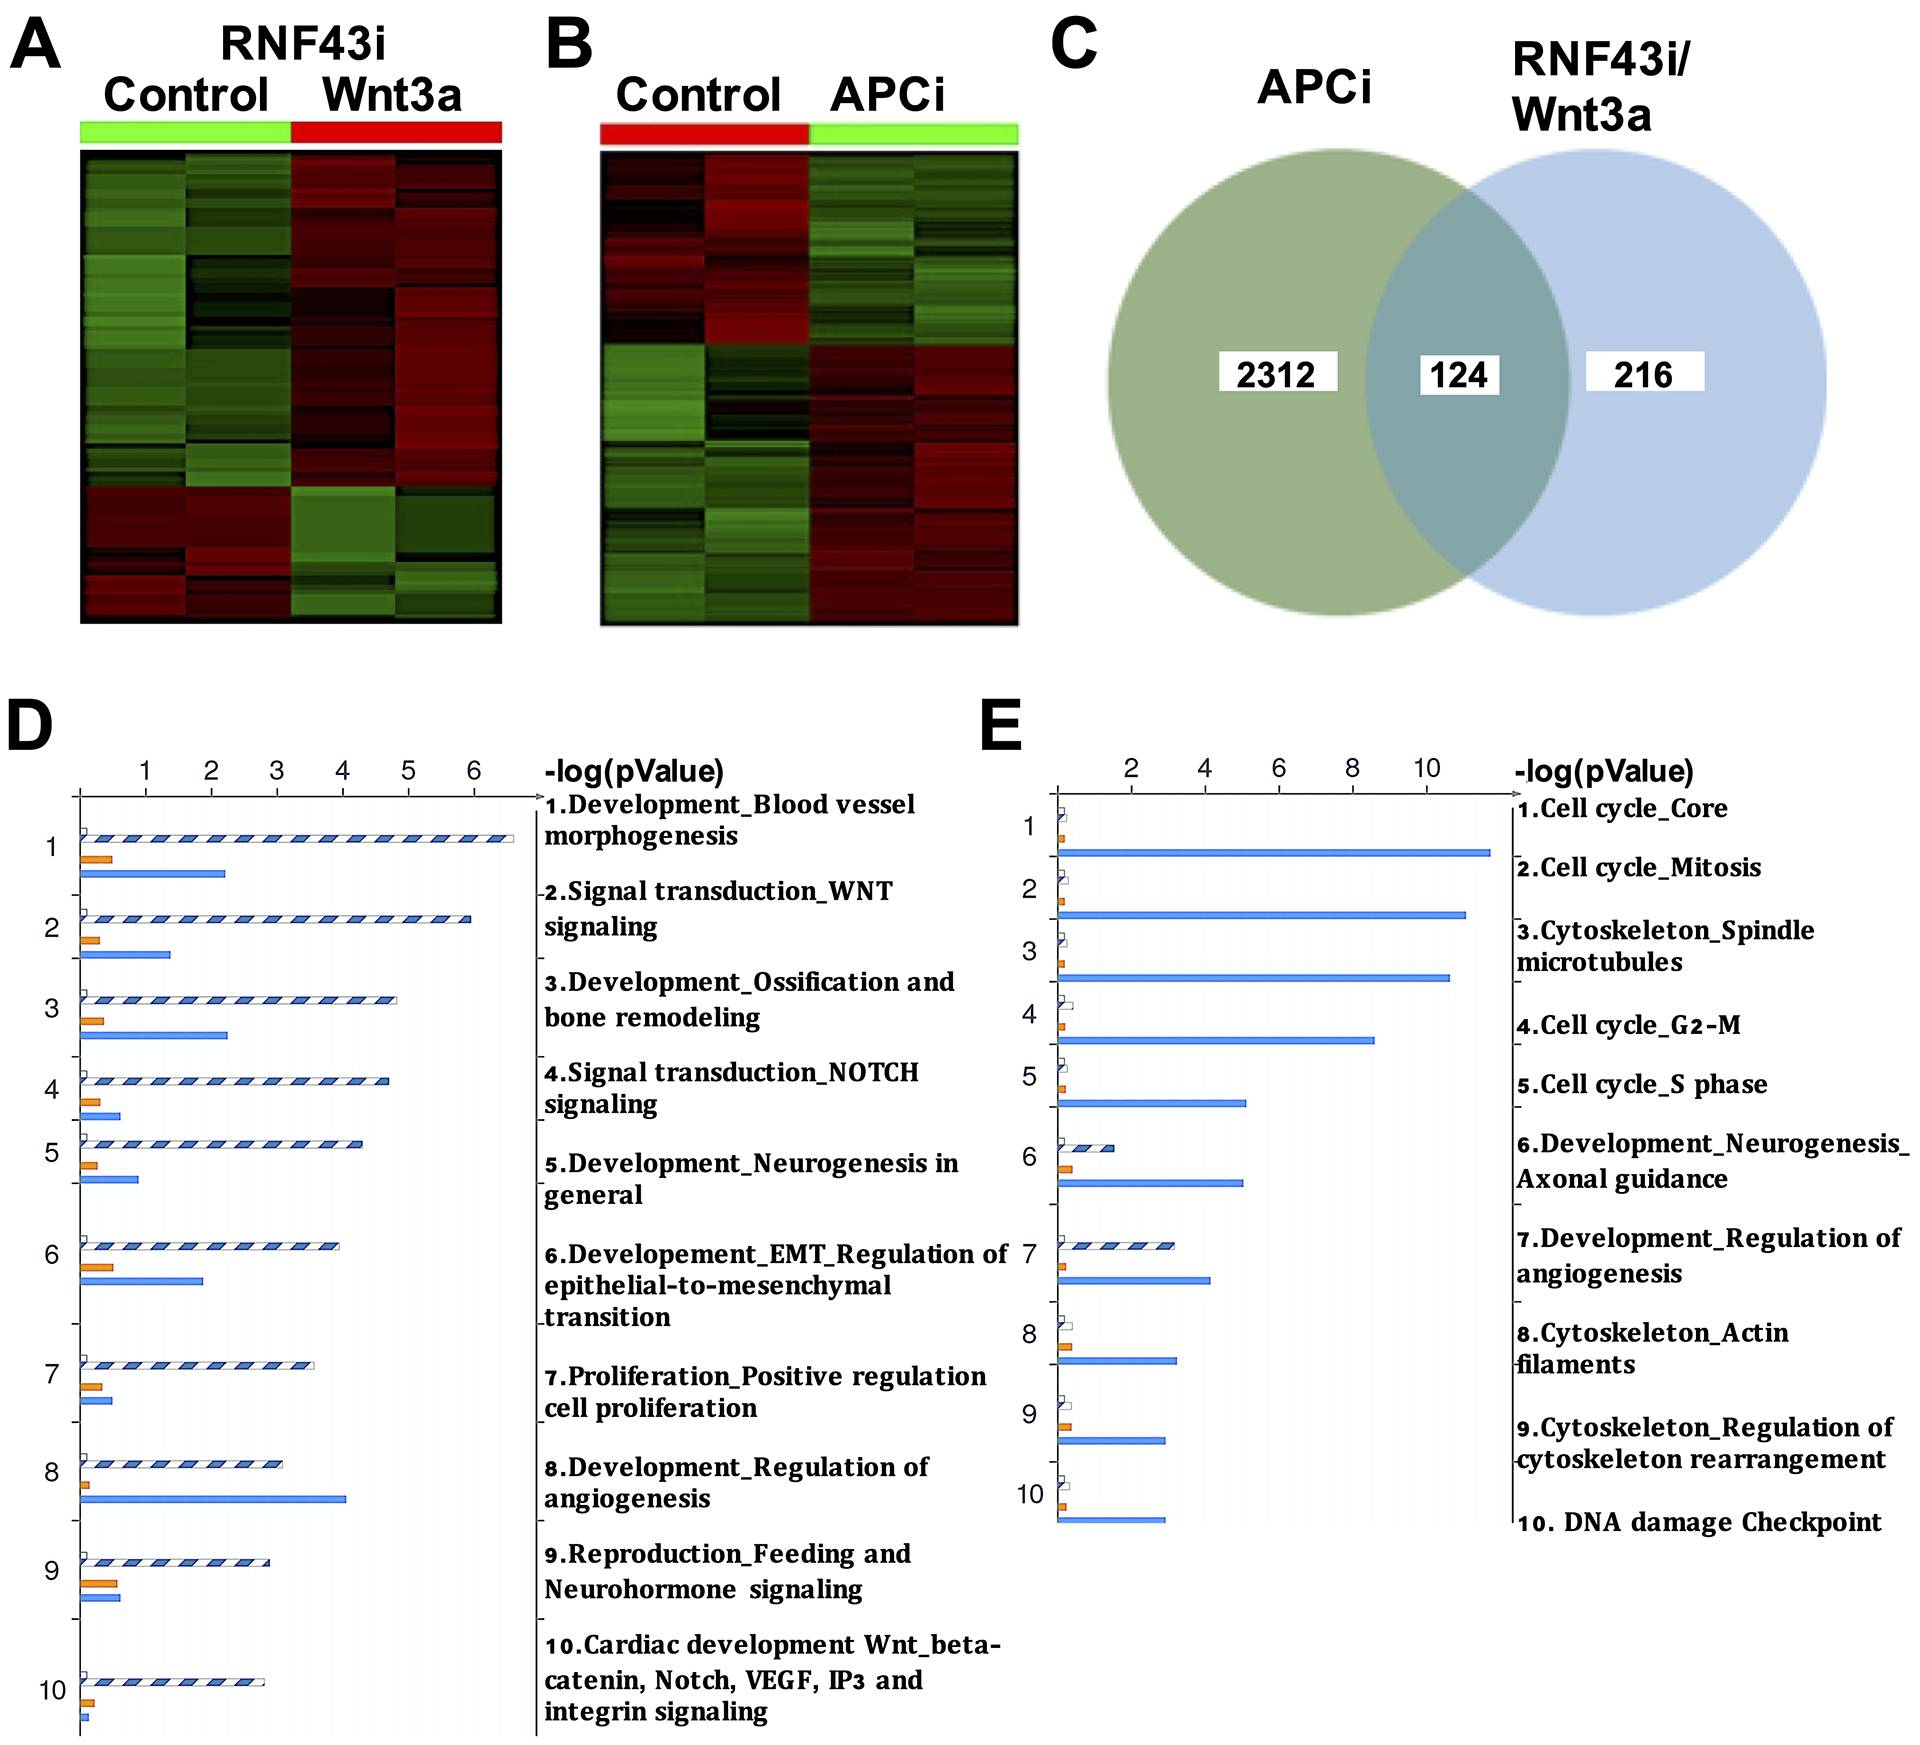 A
RNF43i
Control Wnt3a
B
Control APCi
C
APCi
RNF43i/
Wnt3a
2312
124
216
D
1 2 3 4 5 6
-log(pValue)
1
2
3
4
5
6
7
8
9
10
1.Development_Blood vessel
morphogenesis
2.Signal transduction_WNT
signaling
3.Development_Ossification and
bone remodeling
4.Signal transduction_NOTCH
signaling
5.Development_Neurogenesis in
general
6.Developement_EMT_Regulation of
epithelial-to-mesenchymal
transition
7.Proliferation_Positive regulation
cell proliferation
8.Development_Regulation of
angiogenesis
9.Reproduction_Feeding and
Neurohormone signaling
10.Cardiac development Wnt_beta-
catenin, Notch, VEGF, IP3 and
integrin signaling
E
2 4 6 8 10
-log(pValue)
1
2
3
4
5
6
7
8
9
10
1.Cell cycle_Core
2.Cell cycle_Mitosis
3.Cytoskeleton_Spindle
microtubules
4.Cell cycle_G2-M
5.Cell cycle_S phase
6.Development_Neurogenesis_
Axonal guidance
7.Development_Regulation of
angiogenesis
8.Cytoskeleton_Actin
filaments
9.Cytoskeleton_Regulation of
cytoskeleton rearrangement
10. DNA damage Checkpoint